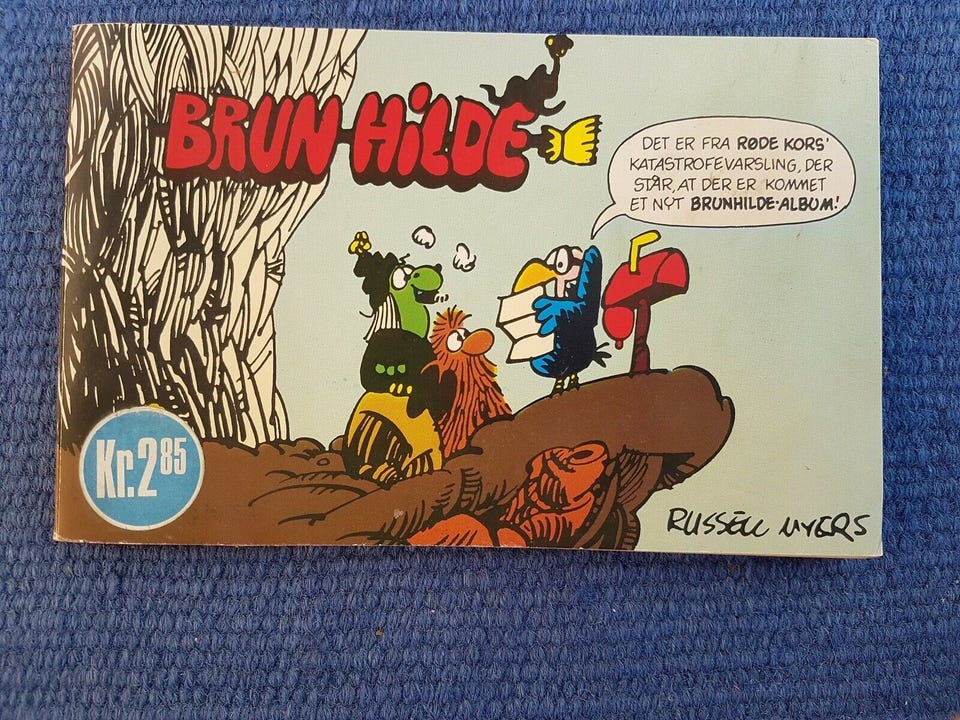 BRUN-HILDE
DET ER FRA RØDE KORS'
KATASTROFEVARSLING, DER
STÅR, AT DER ER KOMMET
ET NYT BRUNHILDE-ALBUM!
Kr. 2 85
RUSSELL MYERS